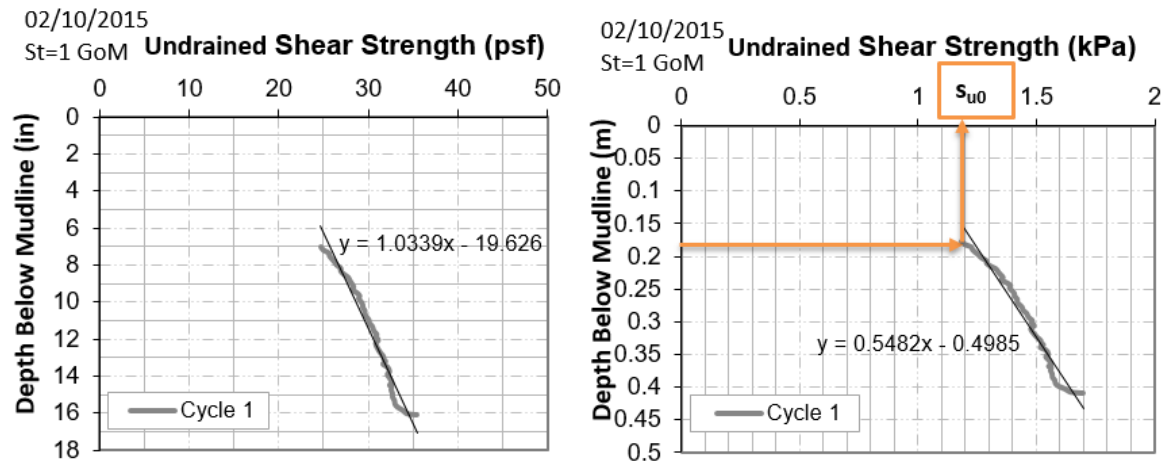 02/10/2015
St=1 GoM
Undrained Shear Strength (psf)
0 10 20 30 40 50
Depth Below Mudline (in)
0
2
4
6
8
10
12
14
16
18
y = 1.0339x - 19.626
Cycle 1
02/10/2015
St=1 GoM
Undrained Shear Strength (kPa)
0 0.5 1 1.5 2
su0
Depth Below Mudline (m)
0
0.05
0.1
0.15
0.2
0.25
0.3
0.35
0.4
0.45
0.5
y = 0.5482x - 0.4985
Cycle 1